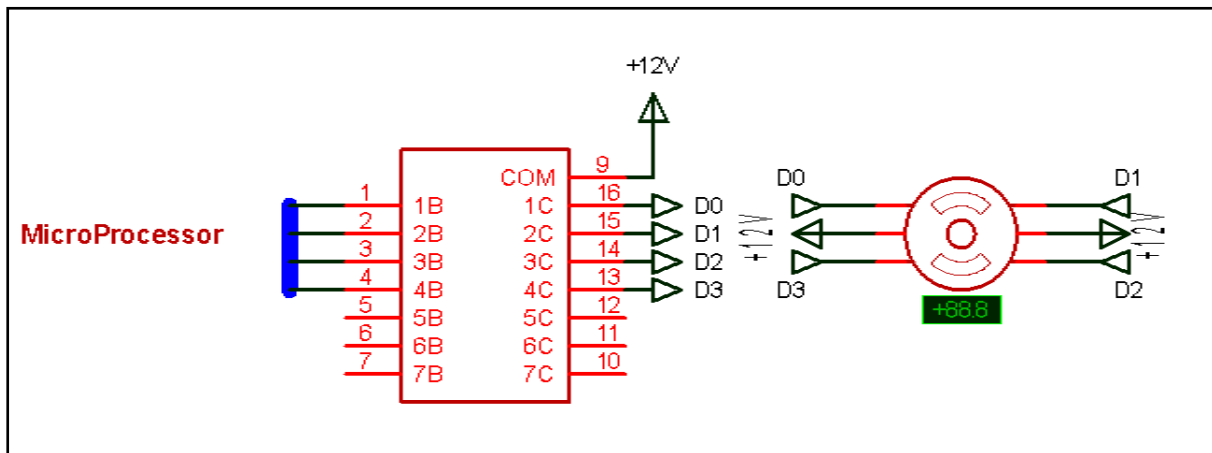 +12V
MicroProcessor
1 1B
2 2B
3 3B
4 4B
5 5B
6 6B
7 7B
COM 9
1C 16
2C 15
3C 14
4C 13
5C 12
6C 11
7C 10
D0
D1
D2
D3
D0
+12V
D3
D1
+12V
D2
+88.8